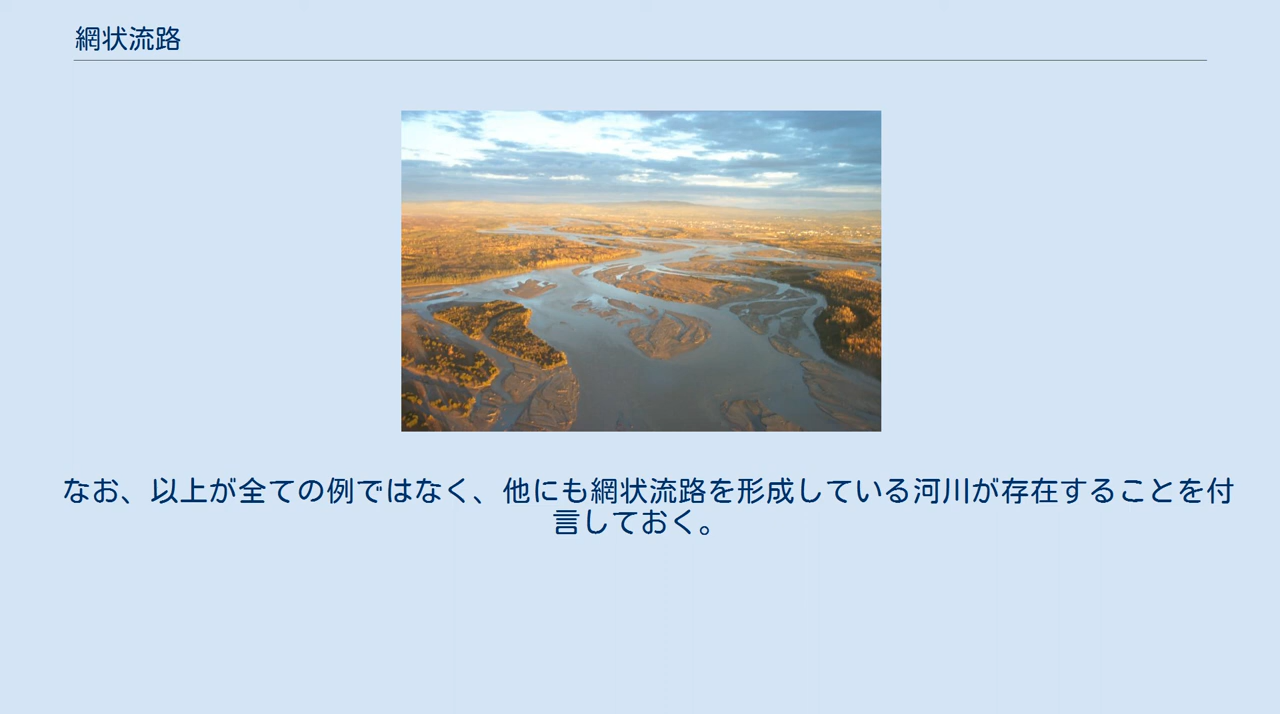 網状流路
なお、以上が全ての例ではなく、他にも網状流路を形成している河川が存在することを付
言しておく。